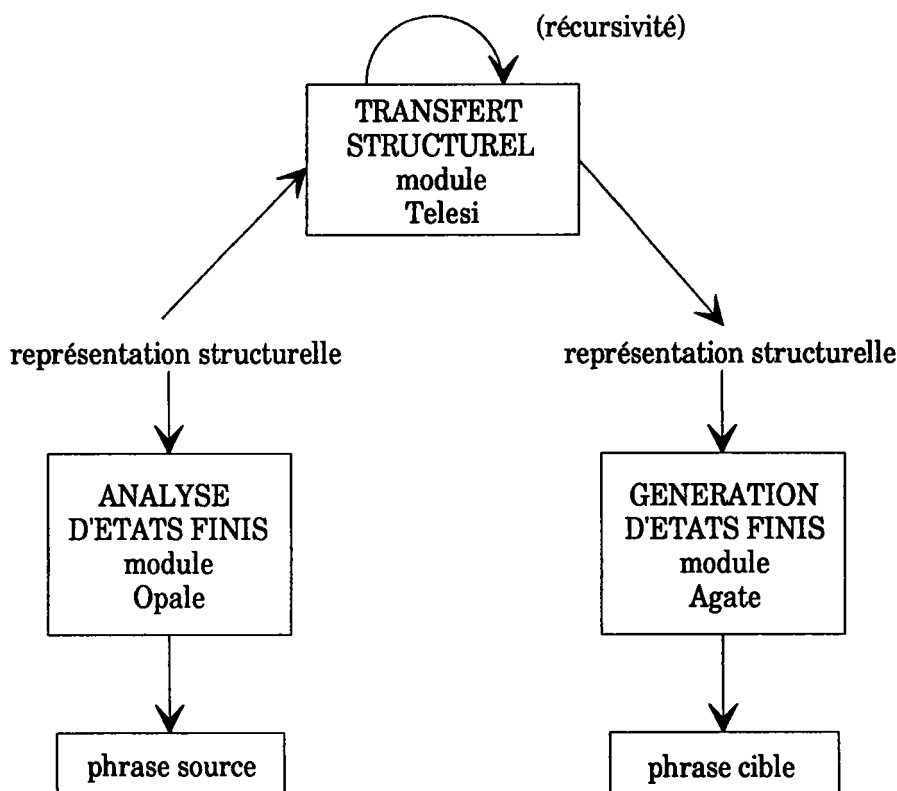 (récursivité)
TRANSFERT
STRUCTUREL
module
Telesi
représentation structurelle
représentation structurelle
ANALYSE
D'ETATS FINIS
module
Opale
GENERATION
D'ETATS FINIS
module
Agate
phrase source
phrase cible